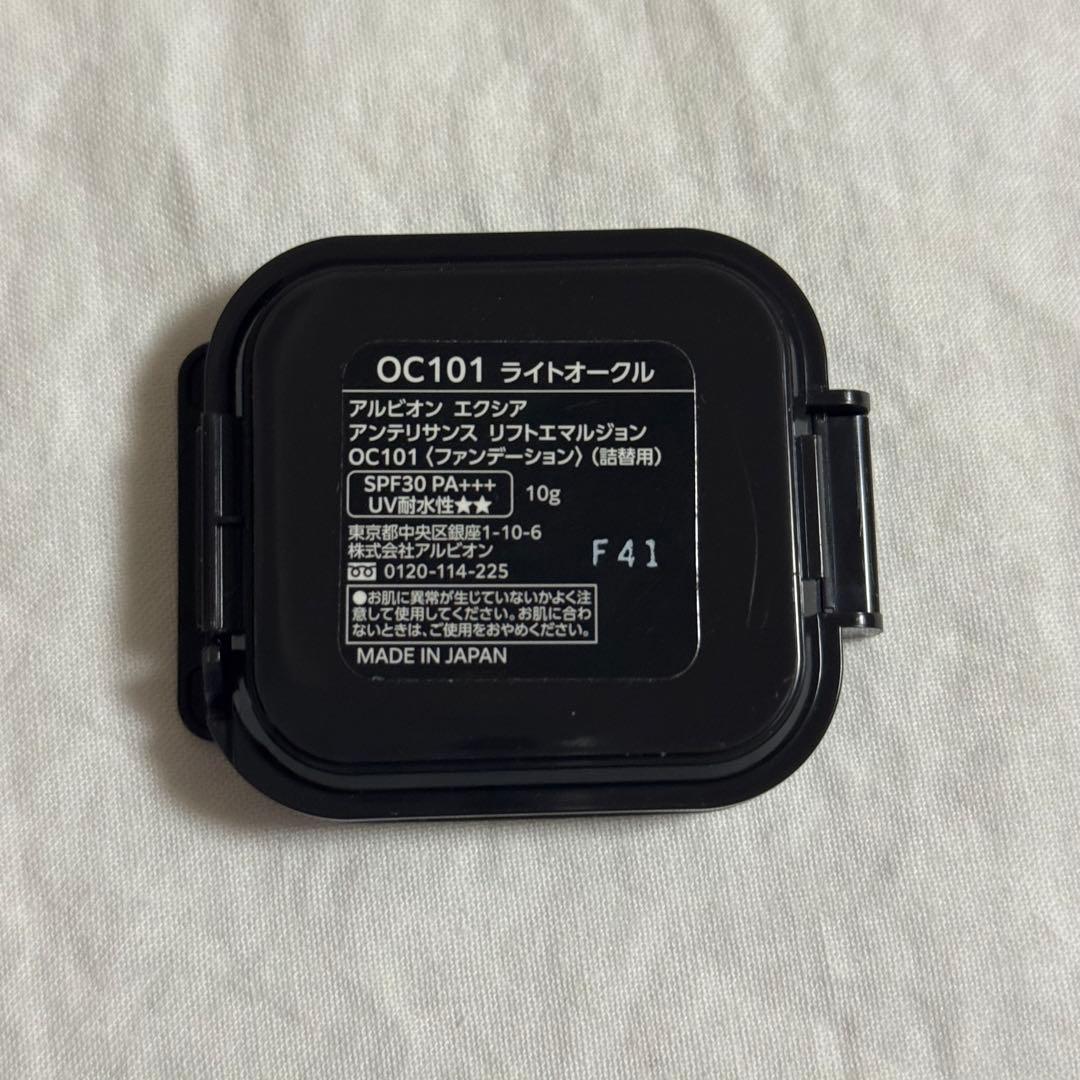 OC101 ライトオークル
アルビオン エクシア
アンテリサンス リフトエマルジョン
OC101〈ファンデーション〉(詰替用)
SPF30 PA+++
UV耐水性★★
10g
東京都中央区銀座1-10-6
株式会社アルビオン
0120-114-225
F41
●お肌に異常が生じていないかよく注
意して使用してください。お肌に合わ
ないときは、ご使用をおやめください。
MADE IN JAPAN